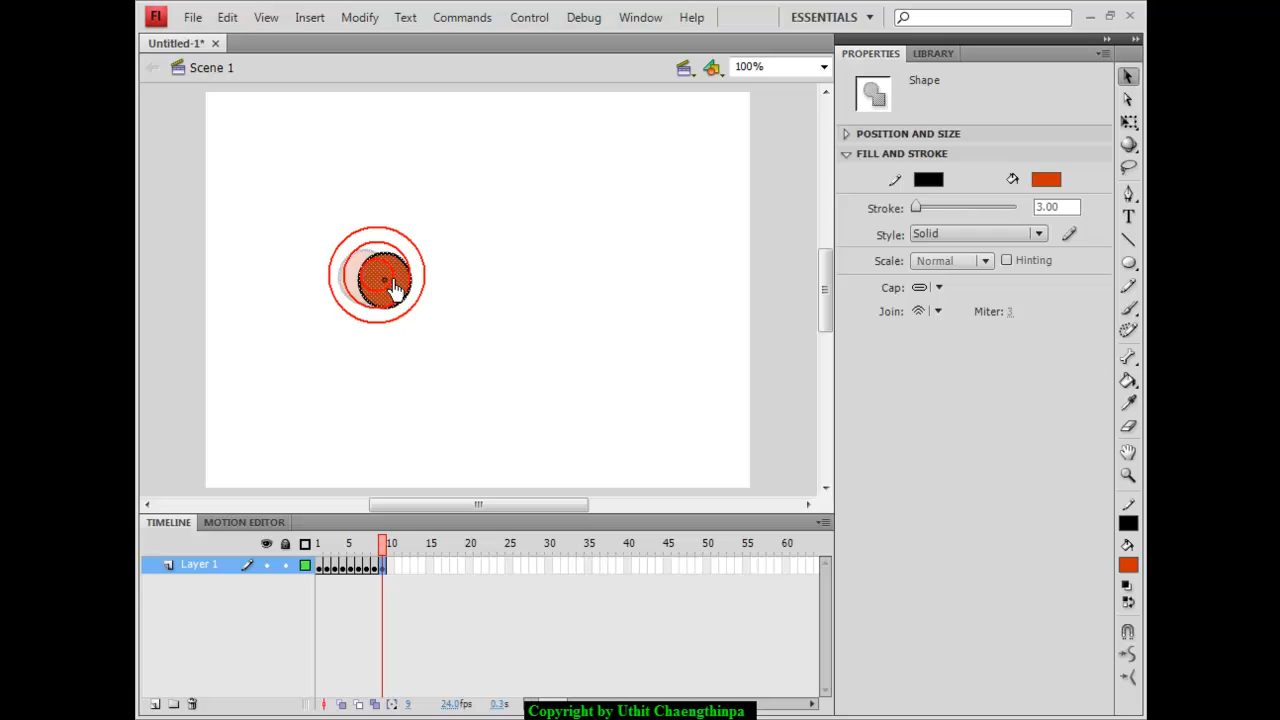 Fl File Edit View Insert Modify Text Commands Control Debug Window Help ESSENTIALS
Untitled-1*
Scene 1 100%
PROPERTIES LIBRARY
Shape
POSITION AND SIZE
FILL AND STROKE
Stroke: 3.00
Style: Solid
Scale: Normal Hinting
Cap:
Join: Miter: 3
TIMELINE MOTION EDITOR
1 5 10 15 20 25 30 35 40 45 50 55 60
Layer 1
9 24.0fps 0.3s
Copyright by Uthit Chaengthinpa